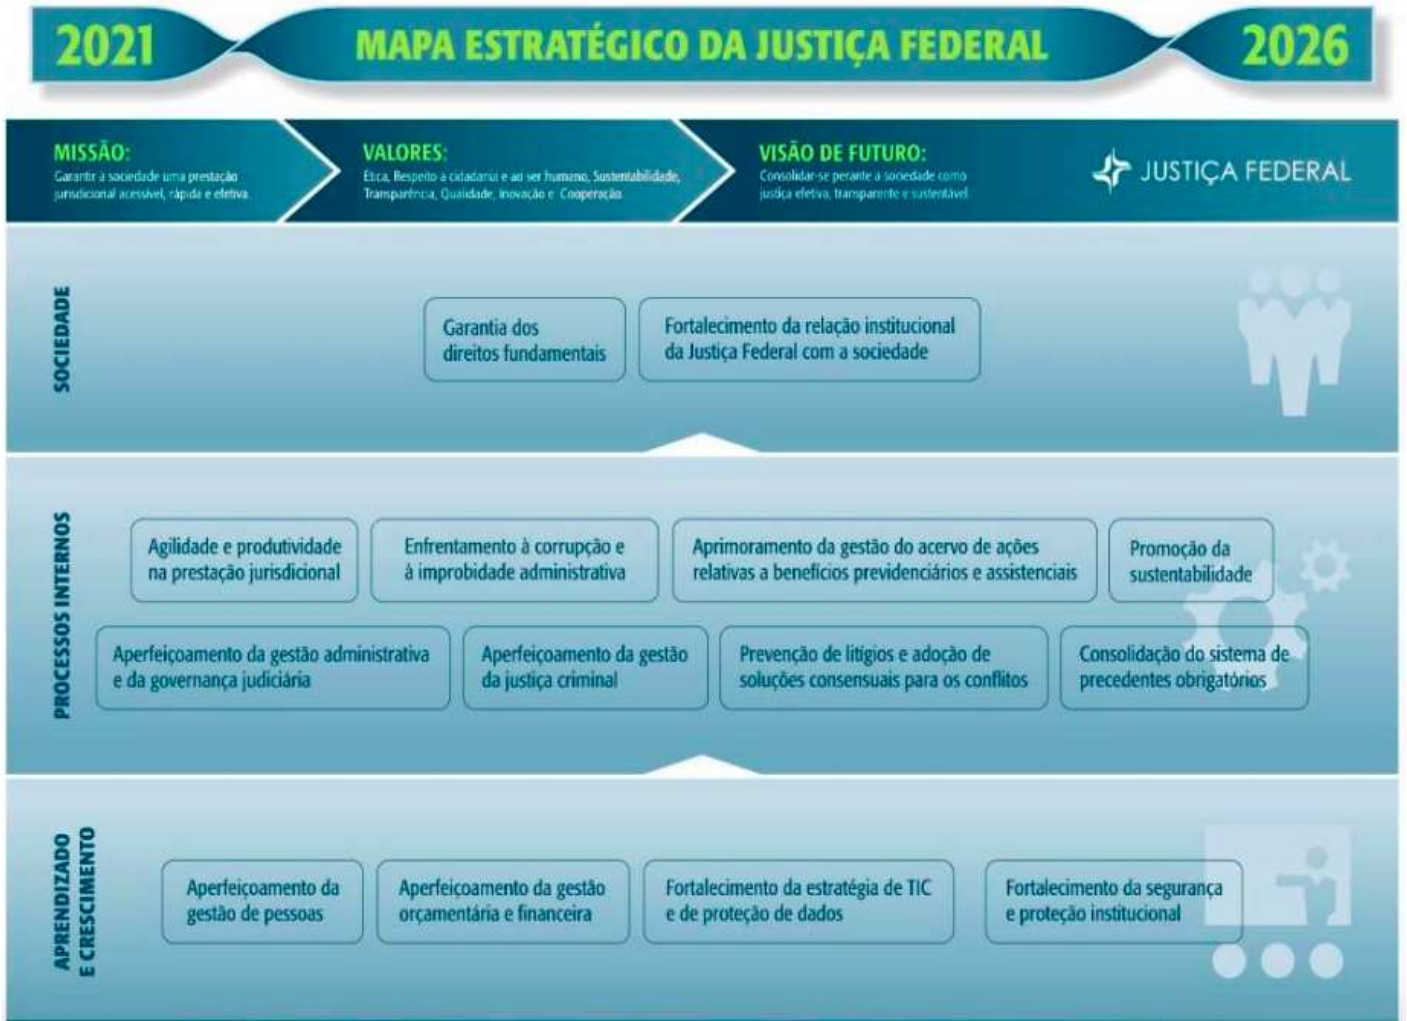 2021
MAPA ESTRATÉGICO DA JUSTIÇA FEDERAL
2026
MISSÃO:
Garantir à sociedade uma prestação
jurisdicional acessível, rápida e efetiva.
VALORES:
Ética, Respeito à cidadania e ao ser humano, Sustentabilidade,
Transparência, Qualidade, Inovação e Cooperação.
VISÃO DE FUTURO:
Consolidar-se perante a sociedade como
justiça efetiva, transparente e sustentável.
JUSTIÇA FEDERAL
SOCIEDADE
Garantia dos
direitos fundamentais
Fortalecimento da relação institucional
da Justiça Federal com a sociedade
PROCESSOS INTERNOS
Agilidade e produtividade
na prestação jurisdicional
Enfrentamento à corrupção e
à improbidade administrativa
Aprimoramento da gestão do acervo de ações
relativas a benefícios previdenciários e assistenciais
Promoção da
sustentabilidade
Aperfeiçoamento da gestão administrativa
e da governança judiciária
Aperfeiçoamento da gestão
da justiça criminal
Prevenção de litígios e adoção de
soluções consensuais para os conflitos
Consolidação do sistema de
precedentes obrigatórios
APRENDIZADO
E CRESCIMENTO
Aperfeiçoamento da
gestão de pessoas
Aperfeiçoamento da gestão
orçamentária e financeira
Fortalecimento da estratégia de TIC
e de proteção de dados
Fortalecimento da segurança
e proteção institucional